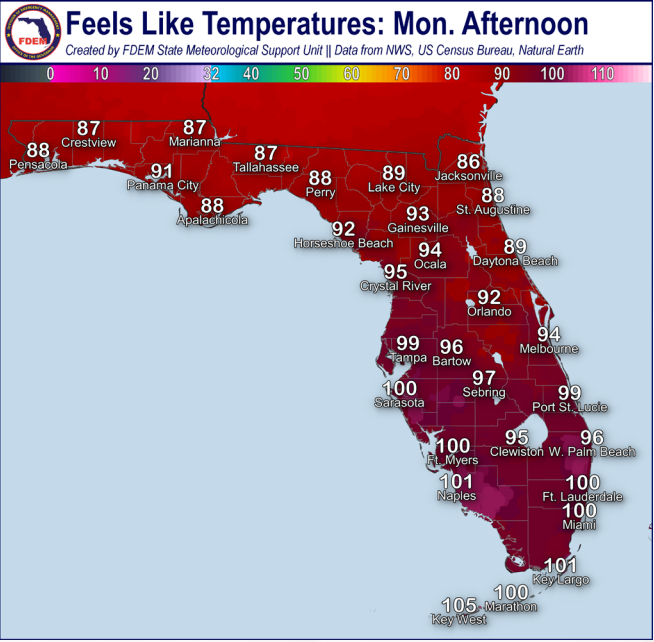 Feels Like Temperatures: Mon. Afternoon
Created by FDEM State Meteorological Support Unit || Data from NWS, US Census Bureau, Natural Earth
FDEM
0 10 20 32 40 50 60 70 80 90 100 110
87
Crestview
87
Marianna
88
Pensacola
87
Tallahassee
86
Jacksonville
91
Panama City
88
Perry
89
Lake City
88
St. Augustine
88
Apalachicola
93
Gainesville
92
Horseshoe Beach
94
Ocala
89
Daytona Beach
95
Crystal River
92
Orlando
94
Melbourne
99
Tampa
96
Bartow
97
Sebring
100
Sarasota
99
Port St. Lucie
100
Ft. Myers
95
Clewiston
96
W. Palm Beach
101
Naples
100
Ft. Lauderdale
100
Miami
101
Key Largo
100
Marathon
105
Key West